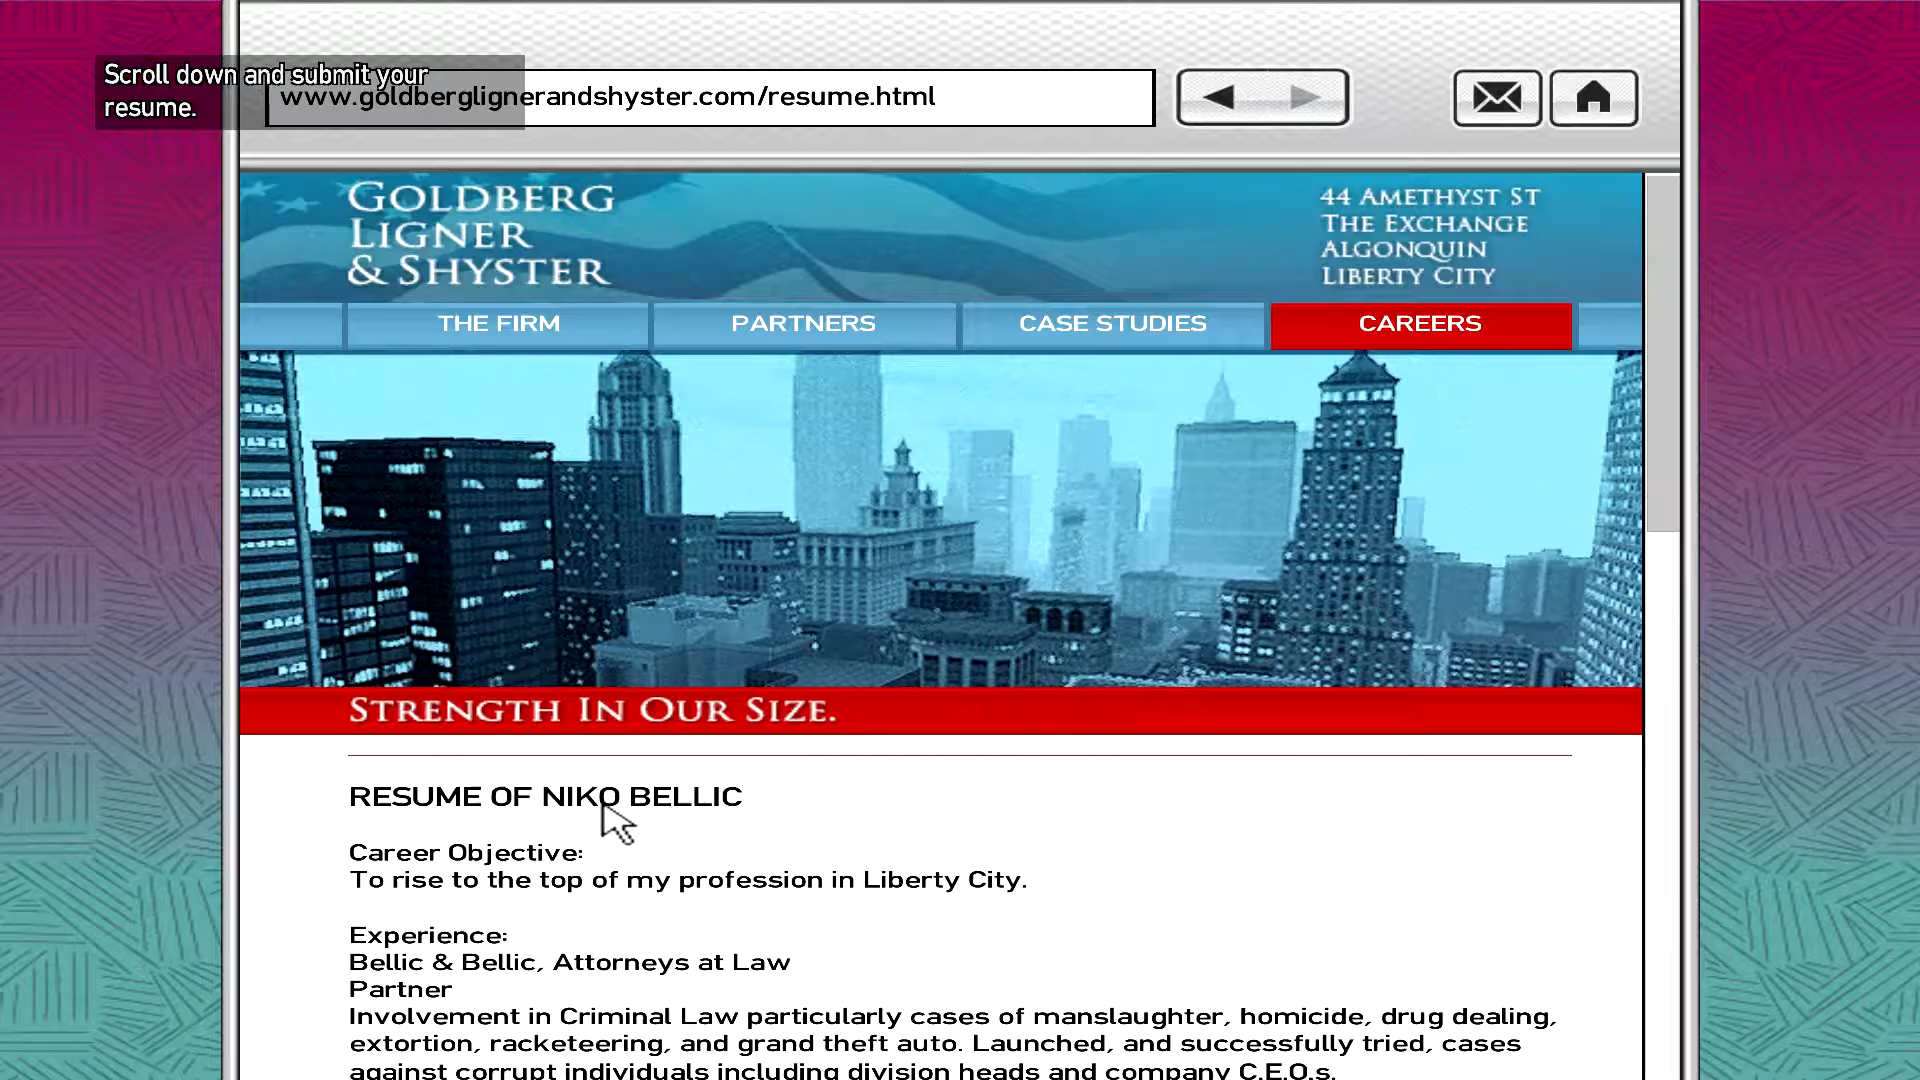 Scroll down and submit your
resume.
www.goldberglignerandshyster.com/resume.html
GOLDBERG
LIGNER
& SHYSTER
44 AMETHYST ST
THE EXCHANGE
ALGONQUIN
LIBERTY CITY
THE FIRM
PARTNERS
CASE STUDIES
CAREERS
STRENGTH IN OUR SIZE.
RESUME OF NIKO BELLIC
Career Objective:
To rise to the top of my profession in Liberty City.
Experience:
Bellic & Bellic, Attorneys at Law
Partner
Involvement in Criminal Law particularly cases of manslaughter, homicide, drug dealing,
extortion, racketeering, and grand theft auto. Launched, and successfully tried, cases
against corrupt individuals including division heads and company C.E.O.s.